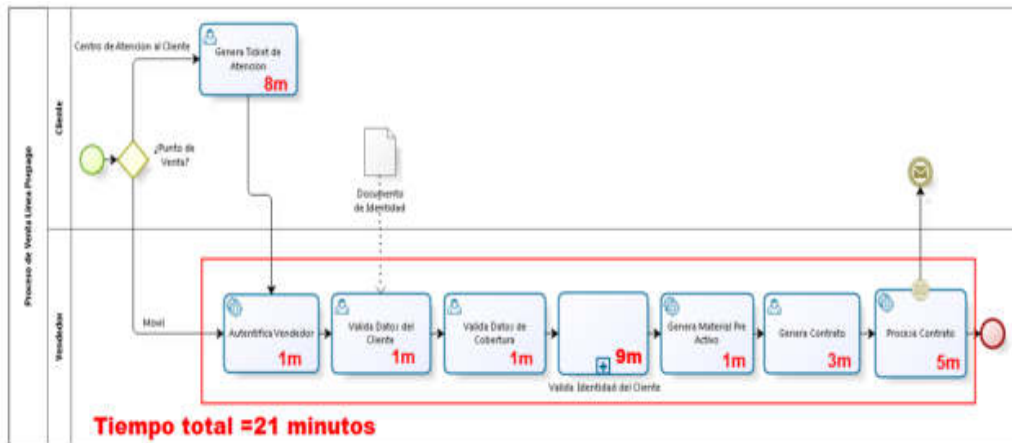 Proceso de Venta Linea Prepago
Cliente
Vendedor
Centro de Atencion al Cliente
¿Punto de
Venta?
Movil
Genera Ticket de
Atencion
8m
Documento
de Identidad
Autentifica Vendedor
1m
Valida Datos del
Cliente
1m
Valida Datos de
Cobertura
1m
9m
Valida Identidad del Cliente
Genera Material Pre
Activo
1m
Genera Contrato
3m
Procesa Contrato
5m
Tiempo total =21 minutos